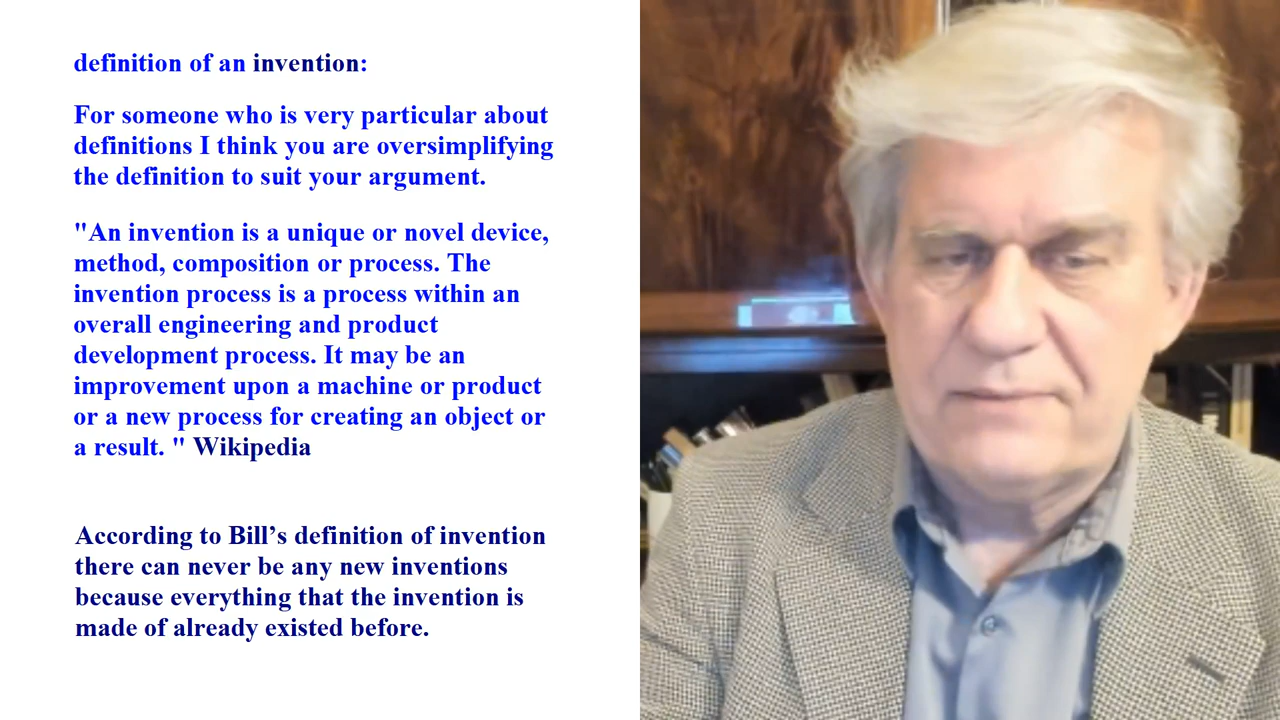 definition of an invention:
For someone who is very particular about
definitions I think you are oversimplifying
the definition to suit your argument.
"An invention is a unique or novel device,
method, composition or process. The
invention process is a process within an
overall engineering and product
development process. It may be an
improvement upon a machine or product
or a new process for creating an object or
a result. " Wikipedia
According to Bill’s definition of invention
there can never be any new inventions
because everything that the invention is
made of already existed before.